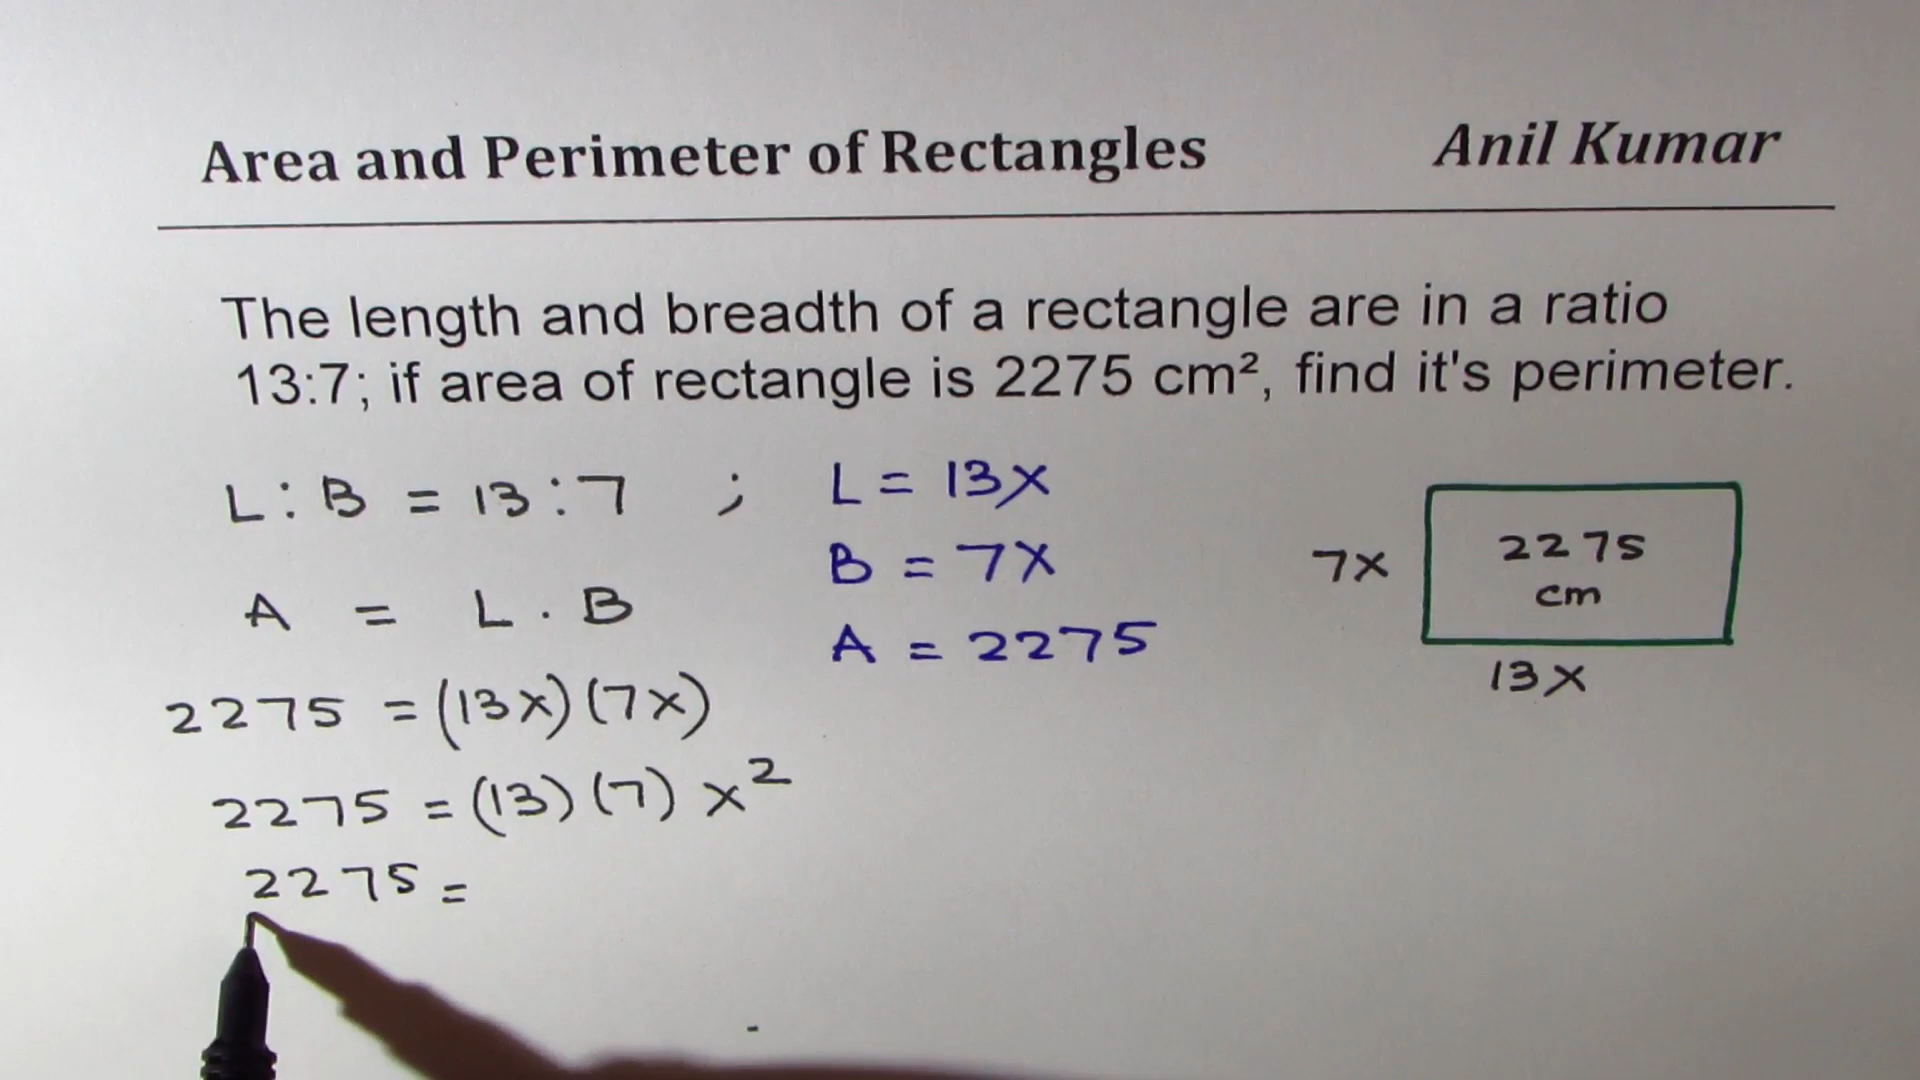 Area and Perimeter of Rectangles Anil Kumar
The length and breadth of a rectangle are in a ratio
13:7; if area of rectangle is 2275 cm², find it's perimeter.
L : B = 13 : 7 ;
A = L . B
2275 = (13x) (7x)
2275 = (13) (7) x²
2275 =
L = 13x
B = 7x
A = 2275
7x
2275
cm
13x